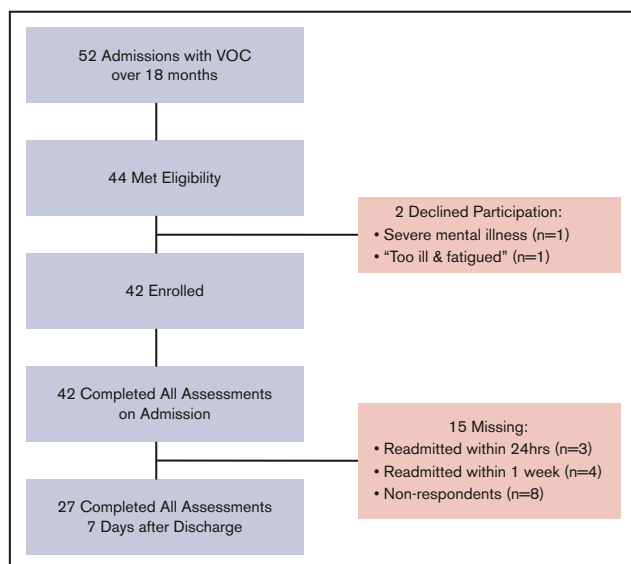 52 Admissions with VOC
over 18 months
44 Met Eligibility
2 Declined Participation:
• Severe mental illness (n=1)
• “Too ill & fatigued” (n=1)
42 Enrolled
42 Completed All Assessments
on Admission
15 Missing:
• Readmitted within 24hrs (n=3)
• Readmitted within 1 week (n=4)
• Non-respondents (n=8)
27 Completed All Assessments
7 Days after Discharge